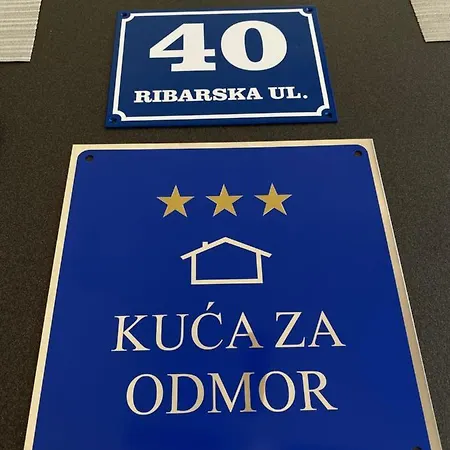 40
RIBARSKA UL.
KUĆA ZA
ODMOR